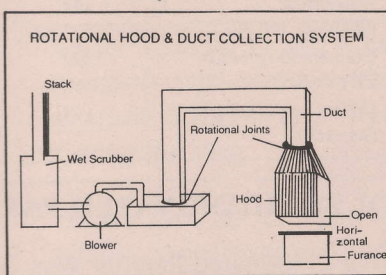 ROTATIONAL HOOD & DUCT COLLECTION SYSTEM
Stack
Duct
Rotational Joints
Wet Scrubber
Hood
Open
Hori-
zontal
Furance
Blower